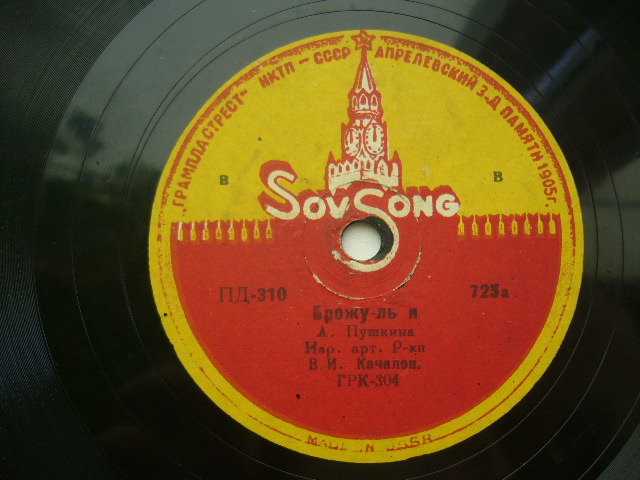 ГРАМПЛАСТРЕСТ - НКТП - СССР АПРЕЛЕВСКИЙ З-Д ПАМЯТИ 1905 г.
В В
SOVSONG
ПД-310 725а
Брожу-ль я
А. Пушкина
Нар. арт. Р-ки
В. И. Качалов.
ГРК-304
MADE IN USSR